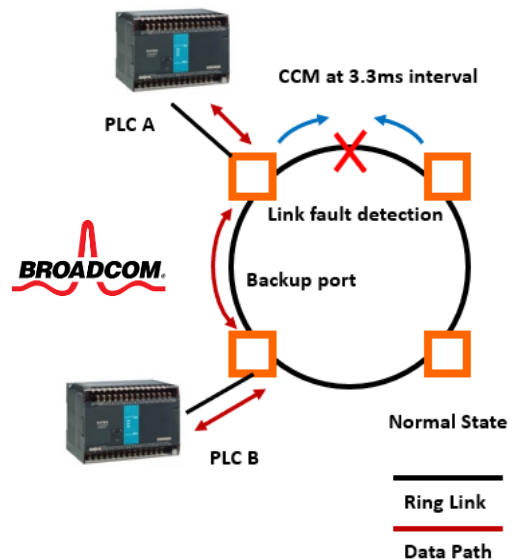 CCM at 3.3ms interval
PLC A
Link fault detection
BROADCOM.
Backup port
Normal State
PLC B
Ring Link
Data Path